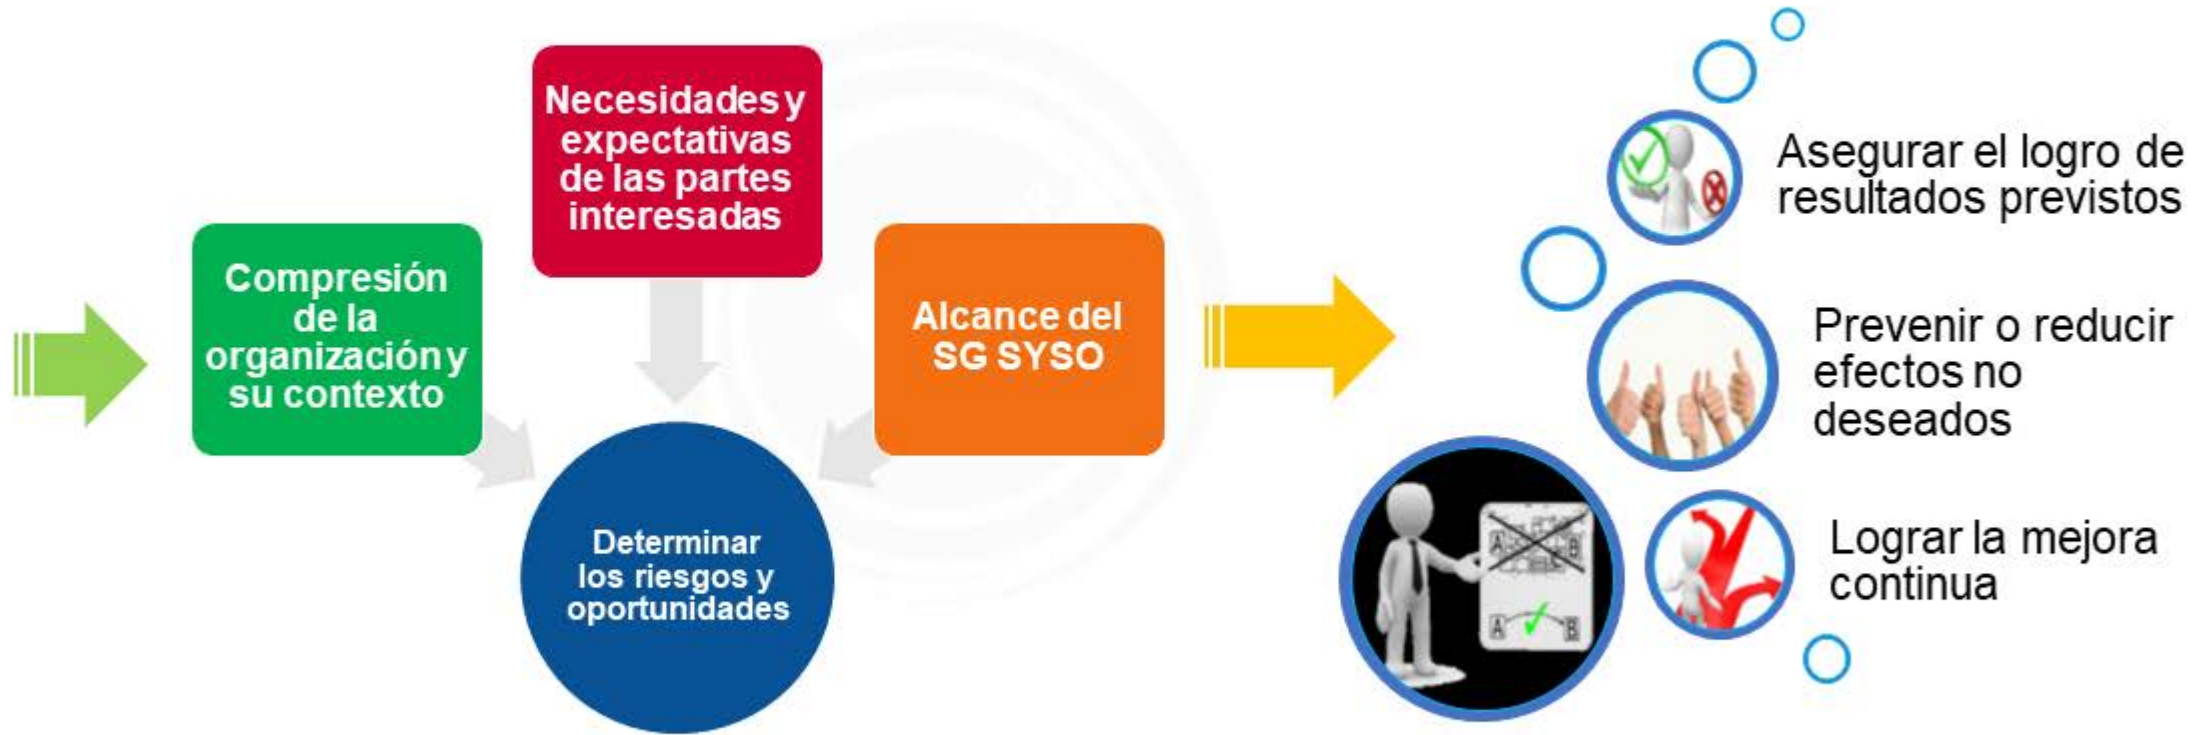 Compresión
de la
organización y
su contexto
Necesidades y
expectativas
de las partes
interesadas
Alcance del
SG SYSO
Determinar
los riesgos y
oportunidades
Asegurar el logro de
resultados previstos
Prevenir o reducir
efectos no
deseados
A B
A B
Lograr la mejora
continua